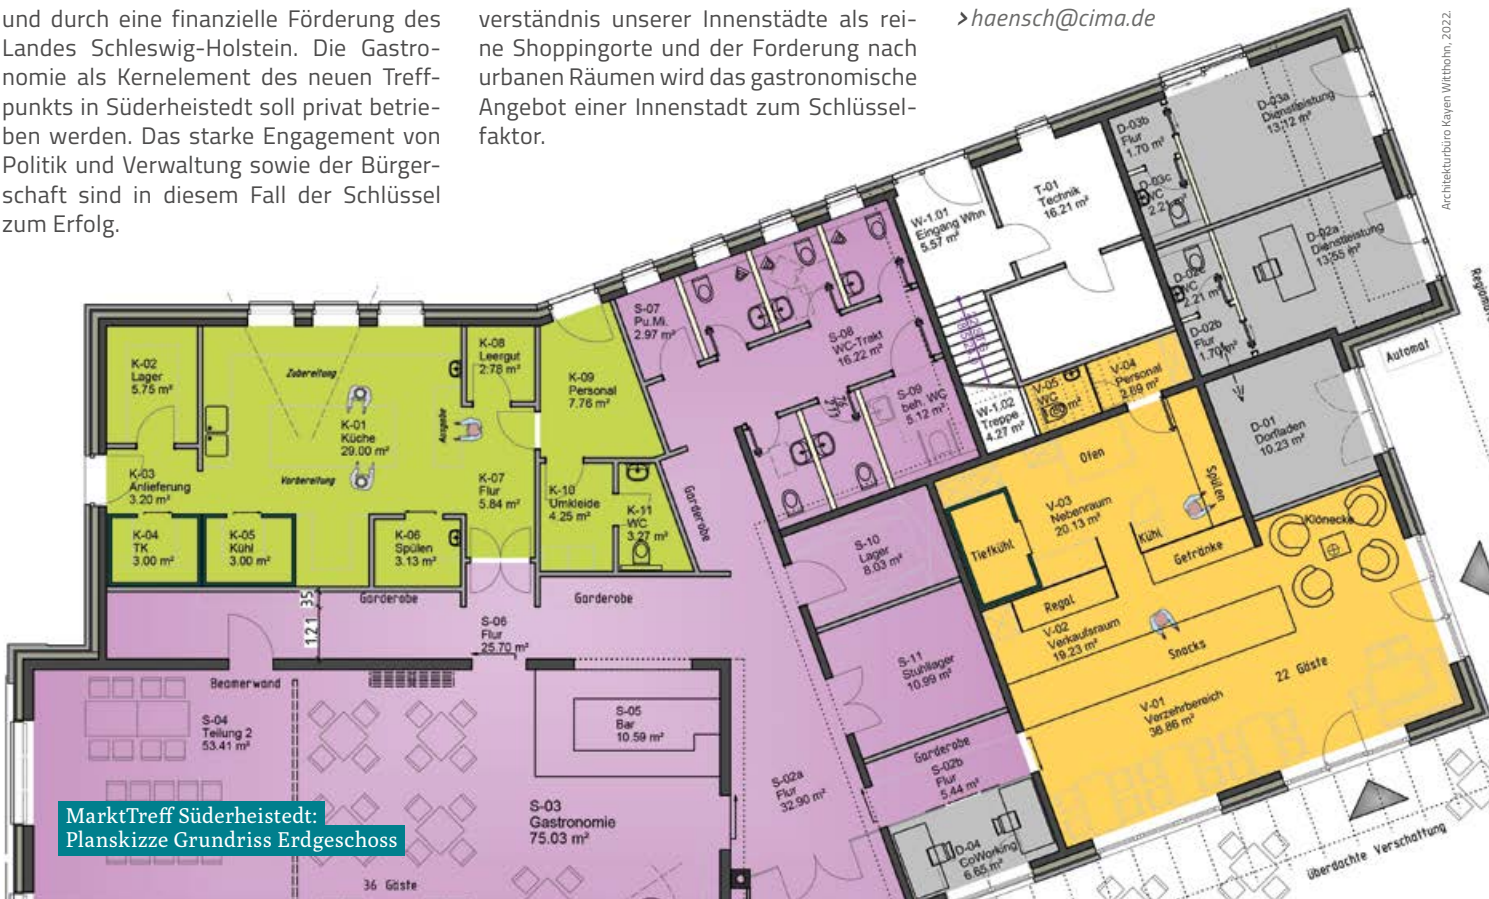 und durch eine finanzielle Förderung des
Landes Schleswig-Holstein. Die Gastro-
nomie als Kernelement des neuen Treff-
punkts in Süderheistedt soll privat betrie-
ben werden. Das starke Engagement von
Politik und Verwaltung sowie der Bürger-
schaft sind in diesem Fall der Schlüssel
zum Erfolg.
verständnis unserer Innenstädte als rei-
ne Shoppingorte und der Forderung nach
urbanen Räumen wird das gastronomische
Angebot einer Innenstadt zum Schlüssel-
faktor.
>haensch@cima.de
Architekturbüro Kayen Witthohn, 2022.
D-03a
Dienstleistung
13,12 m²
D-03b
Flur
1.70 m²
D-03c
WC
2.21 m²
T-01
Technik
16.21 m²
W-1.01
Eingang Whn
5.57 m²
D-02a
Dienstleistung
13,55 m²
D-02c
WC
2.21 m²
D-02b
Flur
1.70 m²
Automat
S-07
Pu.Mi.
2.97 m²
S-08
WC-Trakt
16.22 m²
S-09
beh. WC
5.12 m²
V-05
WC
V-04
Personal
2.69 m²
W-1.02
Treppe
4.27 m²
D-01
Dorfladen
10.23 m²
K-02
Lager
5.75 m²
Zubereitung
K-08
Leergut
2.78 m²
K-09
Personal
7.76 m²
K-01
Küche
29.00 m²
Ausgabe
Vorbereitung
K-03
Anlieferung
3.20 m²
K-07
Flur
5.84 m²
K-10
Umkleide
4.25 m²
K-11
WC
3.27 m²
Garderobe
K-04
TK
3.00 m²
K-05
Kühl
3.00 m²
K-06
Spülen
3.13 m²
Ofen
Spülen
V-03
Nebenraum
20.13 m²
Kühl
Tiefkühl
Getränke
Klönecke
Regal
S-10
Lager
8.03 m²
Garderobe
Garderobe
35
121
S-06
Flur
25.70 m²
V-02
Verkaufsraum
19.23 m²
Snacks
22 Gäste
S-11
Stuhllager
10.99 m²
V-01
Verzehrbereich
36.86 m²
Beamerwand
S-04
Teilung 2
53.41 m²
S-05
Bar
10.59 m²
Garderobe
S-02b
Flur
5.44 m²
S-02a
Flur
32.90 m²
S-03
Gastronomie
75.03 m²
D-04
CoWorking
6.65 m²
Überdachte Verschattung
36 Gäste
MarktTreff Süderheistedt:
Planskizze Grundriss Erdgeschoss